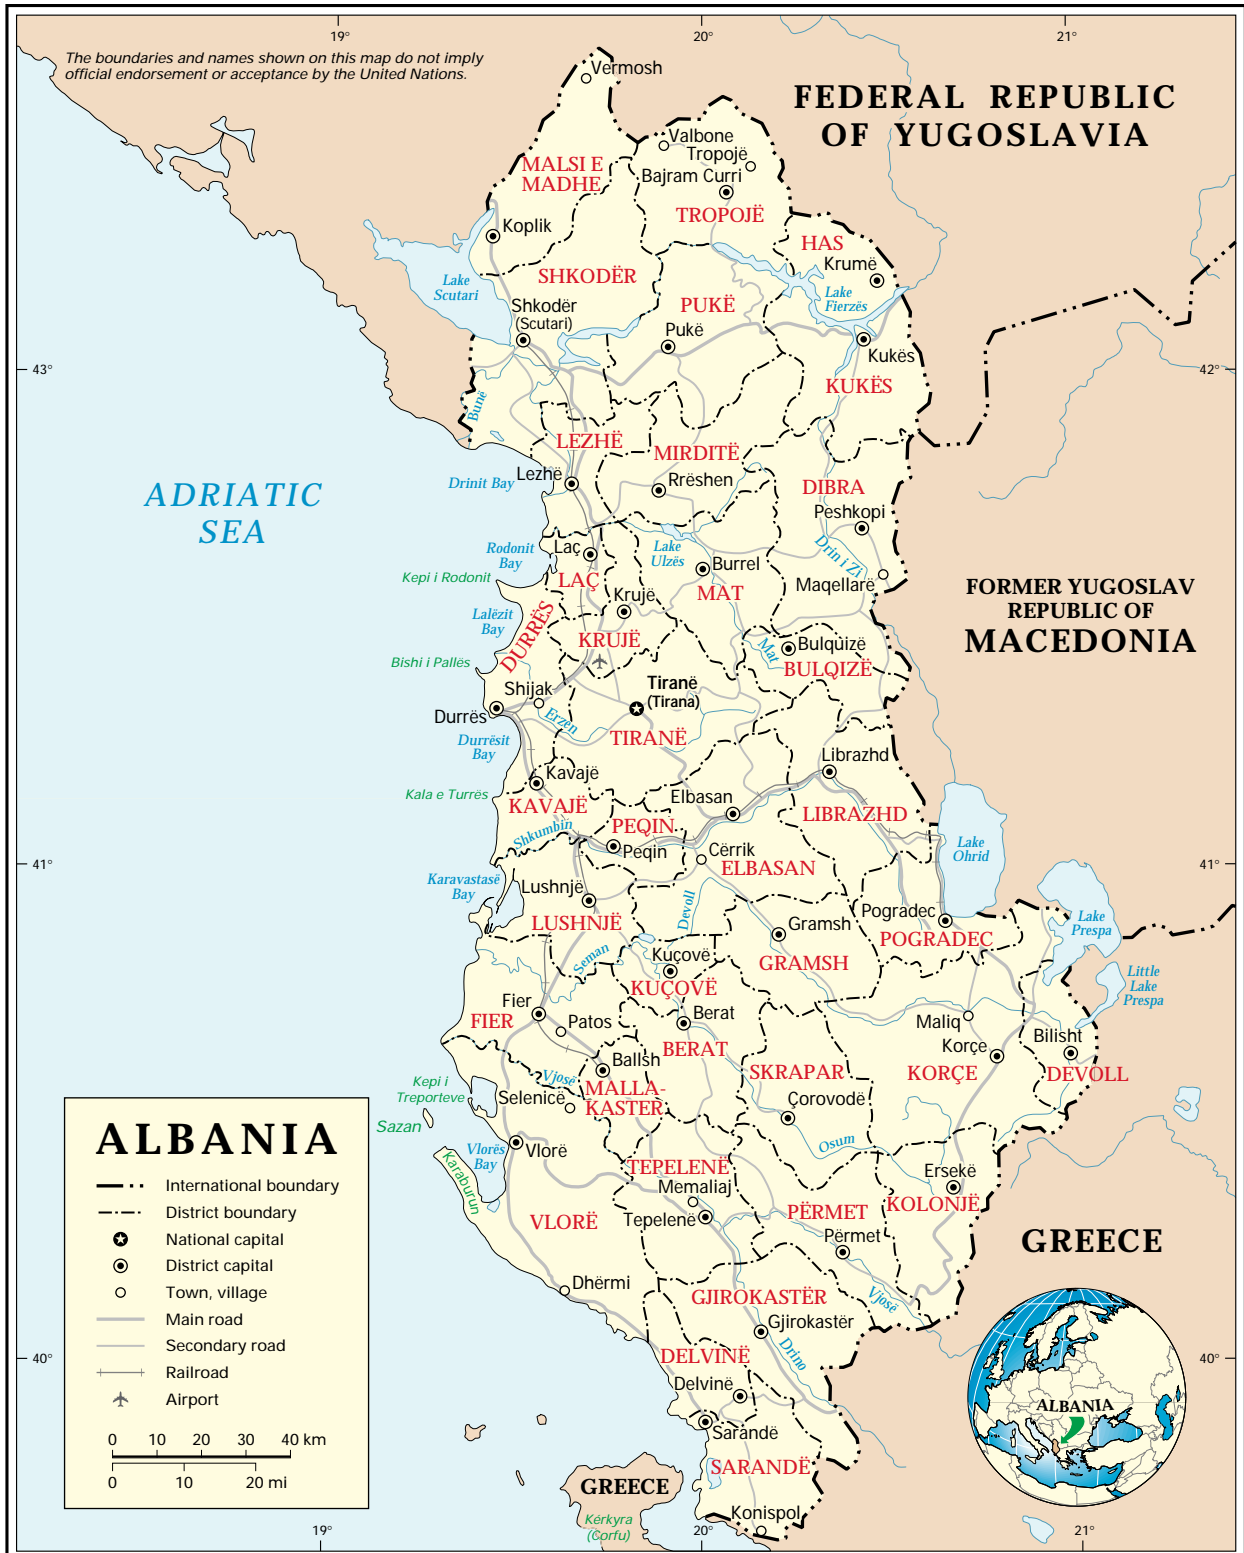 19°
20°
21°
The boundaries and names shown on this map do not imply
official endorsement or acceptance by the United Nations.
Vermosh
FEDERAL REPUBLIC
OF YUGOSLAVIA
Valbone
Tropojë
MALSI E
MADHE
Bajram Curri
TROPOJË
Koplik
HAS
Krumë
SHKODËR
Lake
Scutari
PUKË
Lake
Fierzës
Shkodër
(Scutari)
Pukë
Kukës
43°
42°
KUKËS
Bunë
LEZHË
MIRDITË
Lezhë
Drinit Bay
Rrëshen
DIBRA
ADRIATIC
SEA
Peshkopi
Rodonit
Bay
Laç
Lake
Ulzës
Burrel
Drin i Zi
Kepi i Rodonit
LAÇ
MAT
Maqellarë
FORMER YUGOSLAV
REPUBLIC OF
MACEDONIA
Krujë
Lalëzit
Bay
DURRËS
KRUJË
Mat
Bulqûizë
BULQIZË
Bishi i Pallës
Shijak
Tiranë
(Tirana)
Durrës
Erzen
TIRANË
Durrësit
Bay
Librazhd
Kavajë
Kala e Turrës
KAVAJË
Elbasan
LIBRAZHD
Shkumbin
PEQIN
Peqin
Cërrik
ELBASAN
Lake
Ohrid
41°
41°
Karavastasë
Bay
Lushnjë
LUSHNJË
Devoll
Gramsh
Pogradec
POGRADEC
Lake
Prespa
Seman
Kuçovë
GRAMSH
KUÇOVË
Little
Lake
Prespa
Fier
FIER
Patos
Berat
BERAT
Maliq
Korçe
Bilisht
Ballsh
SKRAPAR
KORÇE
DEVOLL
Vjosë
MALLA-
KASTER
Kepi i
Treporteve
Selenicë
Çorovodë
Sazan
Vlorë
Vlorës
Bay
Karaburun
Osum
TEPELENË
Memaliaj
Ersekë
KOLONJË
Tepelenë
PËRMET
VLORË
Përmet
GREECE
Dhërmi
GJIROKASTËR
Vjosë
Gjirokastër
Drino
DELVINË
40°
40°
Delvinë
Sarandë
SARANDË
GREECE
Konispol
Kérkyra
(Corfu)
ALBANIA
International boundary
District boundary
National capital
District capital
Town, village
Main road
Secondary road
Railroad
Airport
0 10 20 30 40 km
0 10 20 mi
ALBANIA
19°
20°
21°